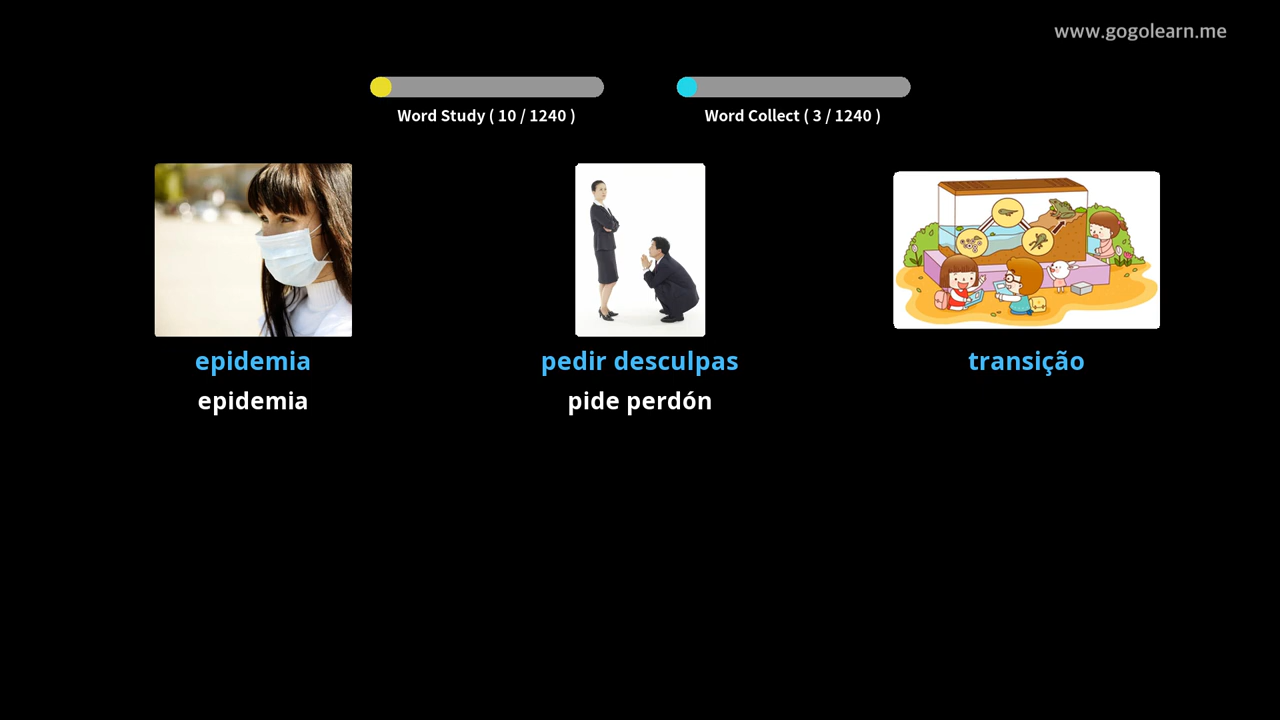 www.gogolearn.me
Word Study ( 10 / 1240 )
Word Collect ( 3 / 1240 )
epidemia
epidemia
pedir desculpas
pide perdón
transição